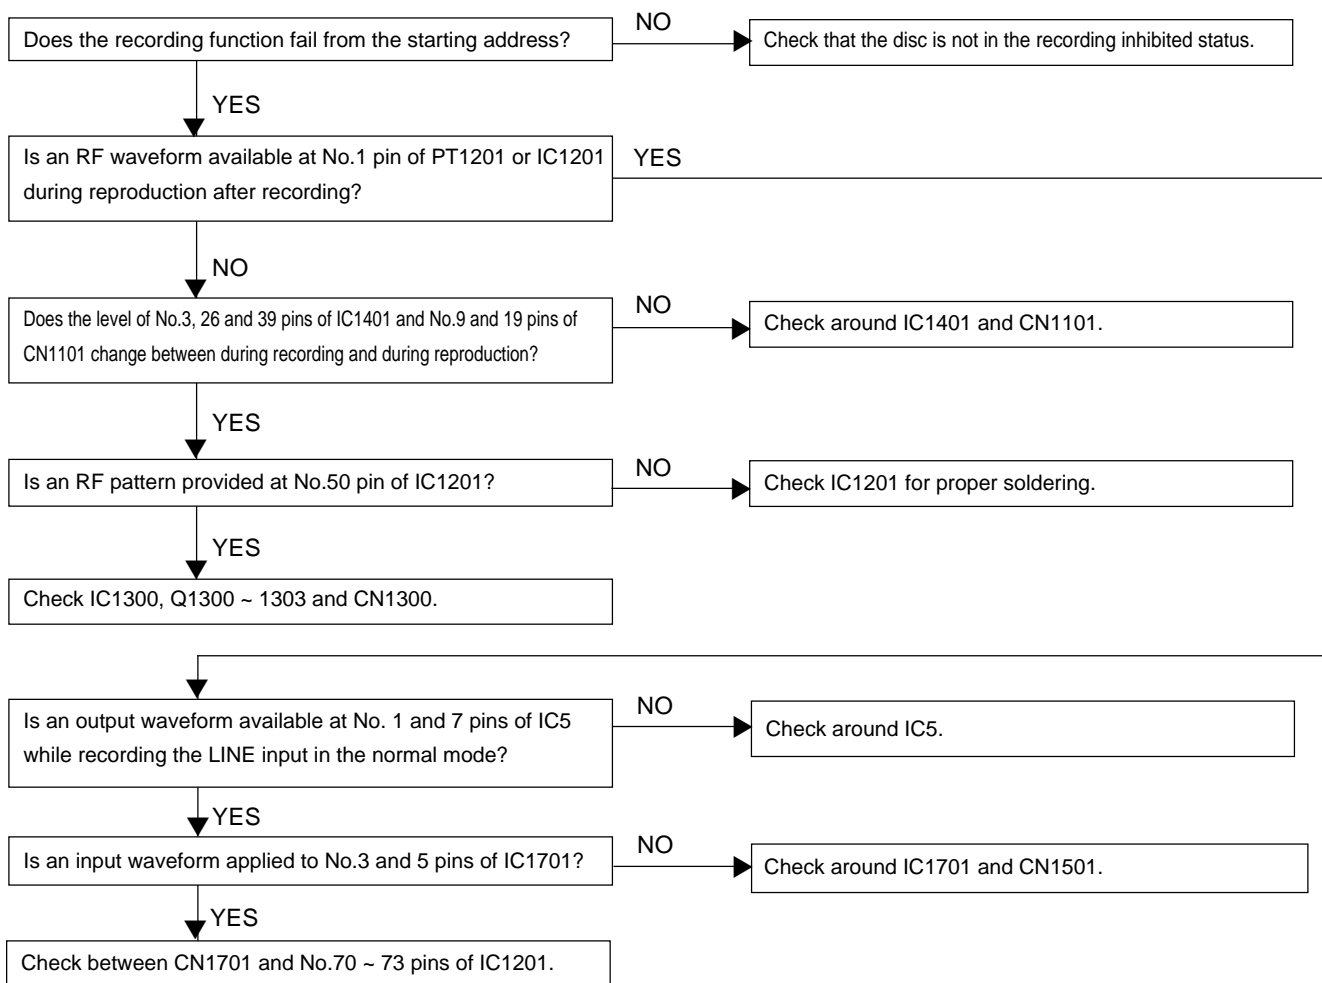 Does the recording function fail from the starting address?
NO
Check that the disc is not in the recording inhibited status.
YES
Is an RF waveform available at No.1 pin of PT1201 or IC1201
during reproduction after recording?
YES
NO
Does the level of No.3, 26 and 39 pins of IC1401 and No.9 and 19 pins of
CN1101 change between during recording and during reproduction?
NO
Check around IC1401 and CN1101.
YES
Is an RF pattern provided at No.50 pin of IC1201?
NO
Check IC1201 for proper soldering.
YES
Check IC1300, Q1300 ~ 1303 and CN1300.
Is an output waveform available at No. 1 and 7 pins of IC5
while recording the LINE input in the normal mode?
NO
Check around IC5.
YES
Is an input waveform applied to No.3 and 5 pins of IC1701?
NO
Check around IC1701 and CN1501.
YES
Check between CN1701 and No.70 ~ 73 pins of IC1201.